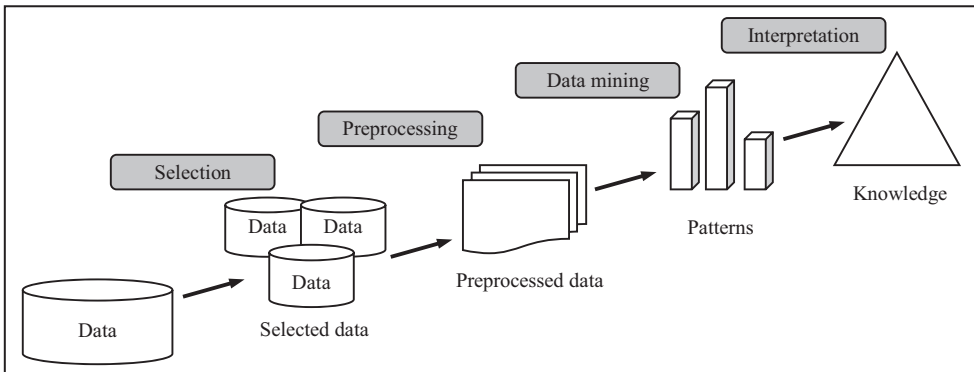 Interpretation
Data mining
Preprocessing
Selection
Data
Data
Data
Data
Selected data
Preprocessed data
Patterns
Knowledge